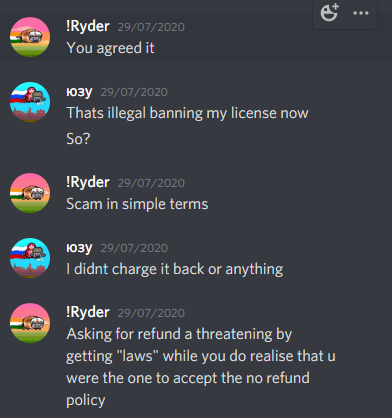 !Ryder 29/07/2020
You agreed it
юзу 29/07/2020
Thats illegal banning my license now
So?
!Ryder 29/07/2020
Scam in simple terms
юзу 29/07/2020
I didnt charge it back or anything
!Ryder 29/07/2020
Asking for refund a threatening by
getting "laws" while you do realise that u
were the one to accept the no refund
policy